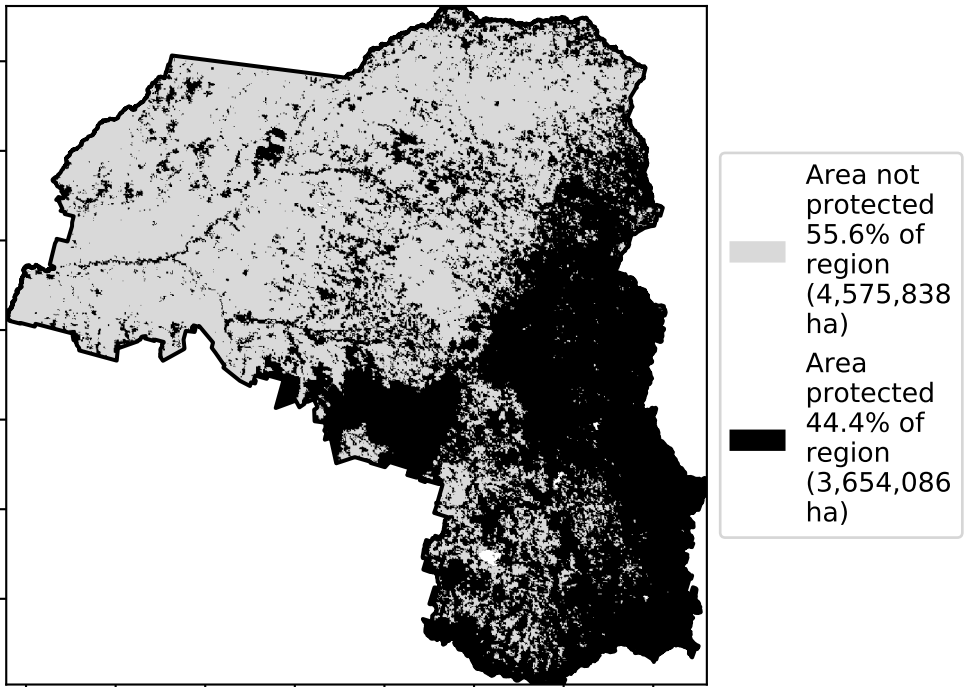 Area not
protected
55.6% of
region
(4,575,838
ha)
Area
protected
44.4% of
region
(3,654,086
ha)